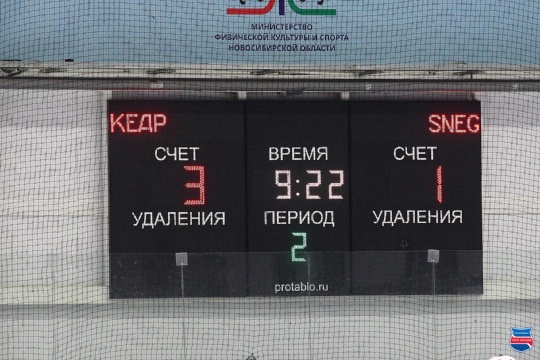 МИНИСТЕРСТВО
ФИЗИЧЕСКОЙ КУЛЬТУРЫ И СПОРТА
НОВОСИБИРСКОЙ ОБЛАСТИ
КЕДР SNEG
СЧЕТ ВРЕМЯ СЧЕТ
3 9:22 1
УДАЛЕНИЯ ПЕРИОД УДАЛЕНИЯ
2
protablo.ru